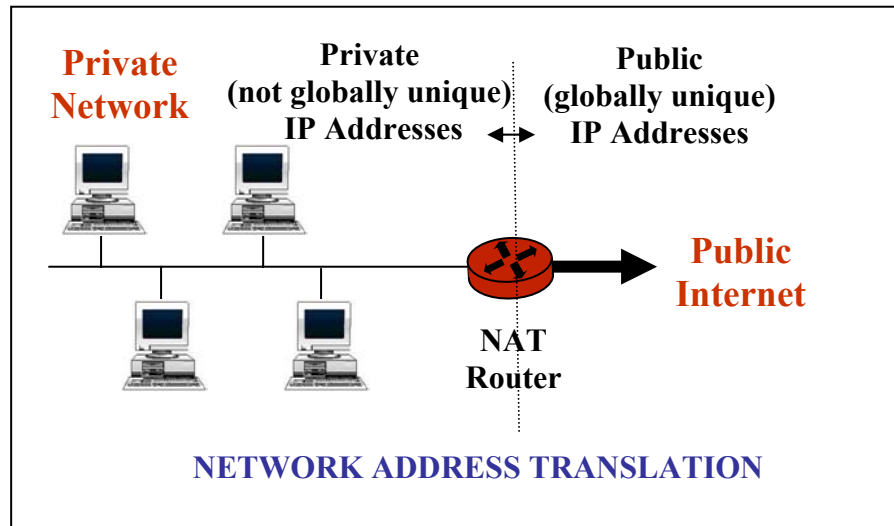 Private
Network
Private
(not globally unique)
IP Addresses
Public
(globally unique)
IP Addresses
Public
Internet
NAT
Router
NETWORK ADDRESS TRANSLATION